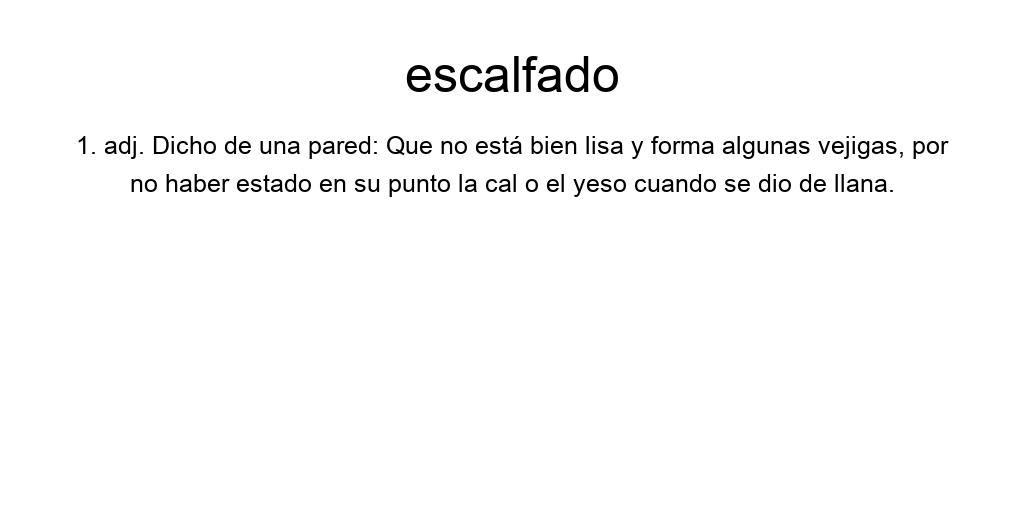 escalfado
1. adj. Dicho de una pared: Que no está bien lisa y forma algunas vejigas, por
no haber estado en su punto la cal o el yeso cuando se dio de llana.